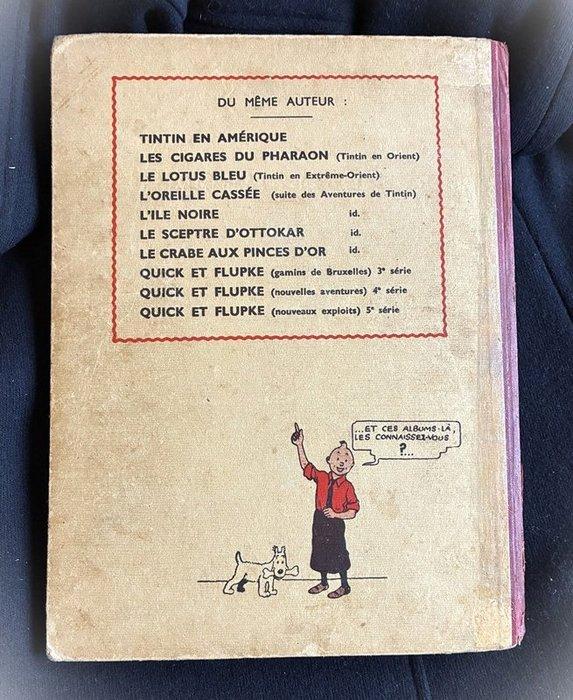 DU MÊME AUTEUR :
TINTIN EN AMÉRIQUE
LES CIGARES DU PHARAON (Tintin en Orient)
LE LOTUS BLEU (Tintin en Extrême-Orient)
L'OREILLE CASSÉE (suite des Aventures de Tintin)
L'ILE NOIRE id.
LE SCEPTRE D'OTTOKAR id.
LE CRABE AUX PINCES D'OR id.
QUICK ET FLUPKE (gamins de Bruxelles) 3e série
QUICK ET FLUPKE (nouvelles aventures) 4e série
QUICK ET FLUPKE (nouveaux exploits) 5e série
...ET CES ALBUMS-LÀ,
LES CONNAISSEZ-VOUS
?...